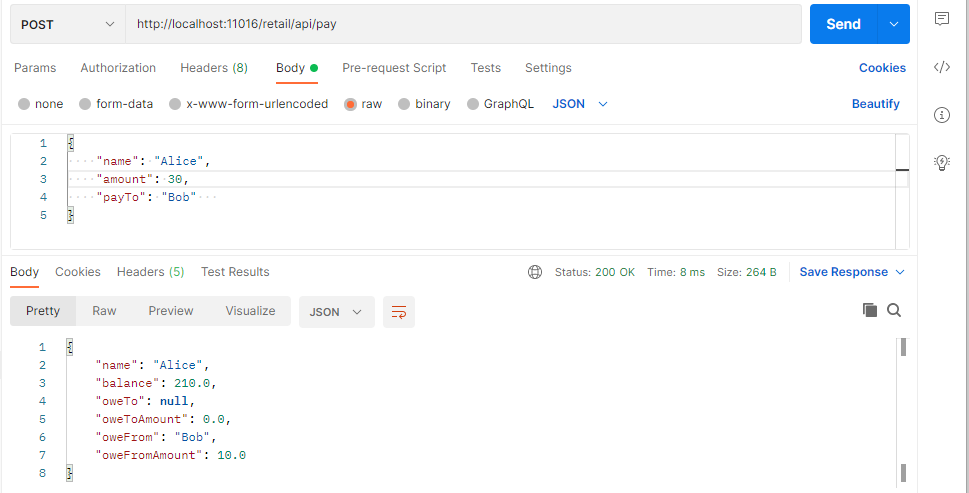 POST http://localhost:11016/retail/api/pay Send
Params Authorization Headers (8) Body Pre-request Script Tests Settings Cookies
none form-data x-www-form-urlencoded raw binary GraphQL JSON Beautify
1 {
2 "name": "Alice",
3 "amount": 30,
4 "payTo": "Bob"
5 }
Body Cookies Headers (5) Test Results Status: 200 OK Time: 8 ms Size: 264 B Save Response
Pretty Raw Preview Visualize JSON
1 {
2 "name": "Alice",
3 "balance": 210.0,
4 "oweTo": null,
5 "oweToAmount": 0.0,
6 "oweFrom": "Bob",
7 "oweFromAmount": 10.0
8 }